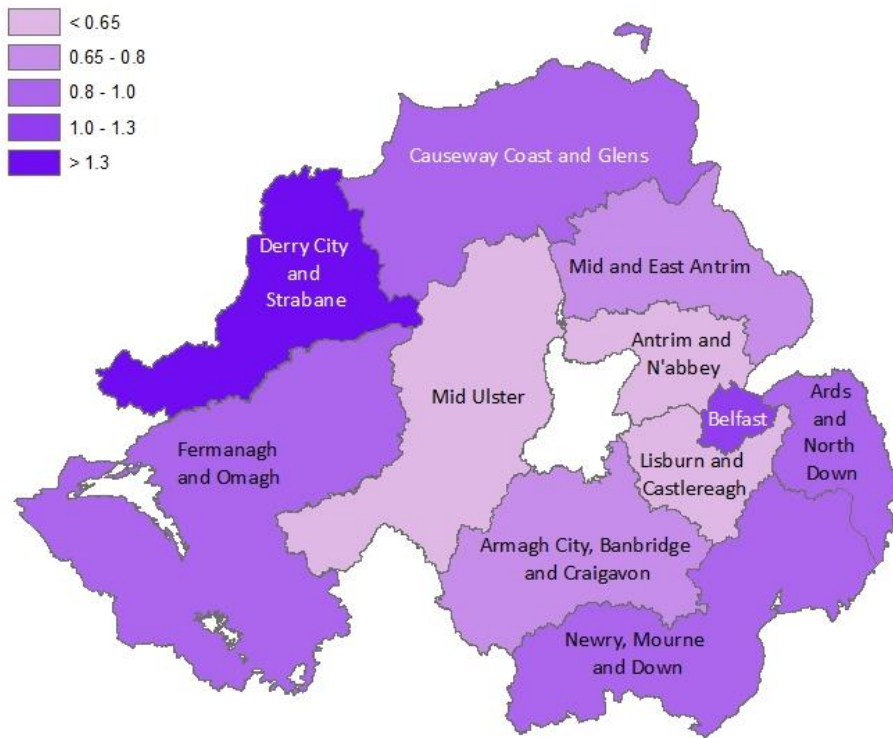 < 0.65
0.65 - 0.8
0.8 - 1.0
1.0 - 1.3
> 1.3
Causeway Coast and Glens
Derry City
and
Strabane
Mid and East Antrim
Antrim and
N'abbey
Mid Ulster
Belfast
Ards
and
North
Down
Fermanagh
and Omagh
Lisburn and
Castlereagh
Armagh City, Banbridge
and Craigavon
Newry, Mourne
and Down